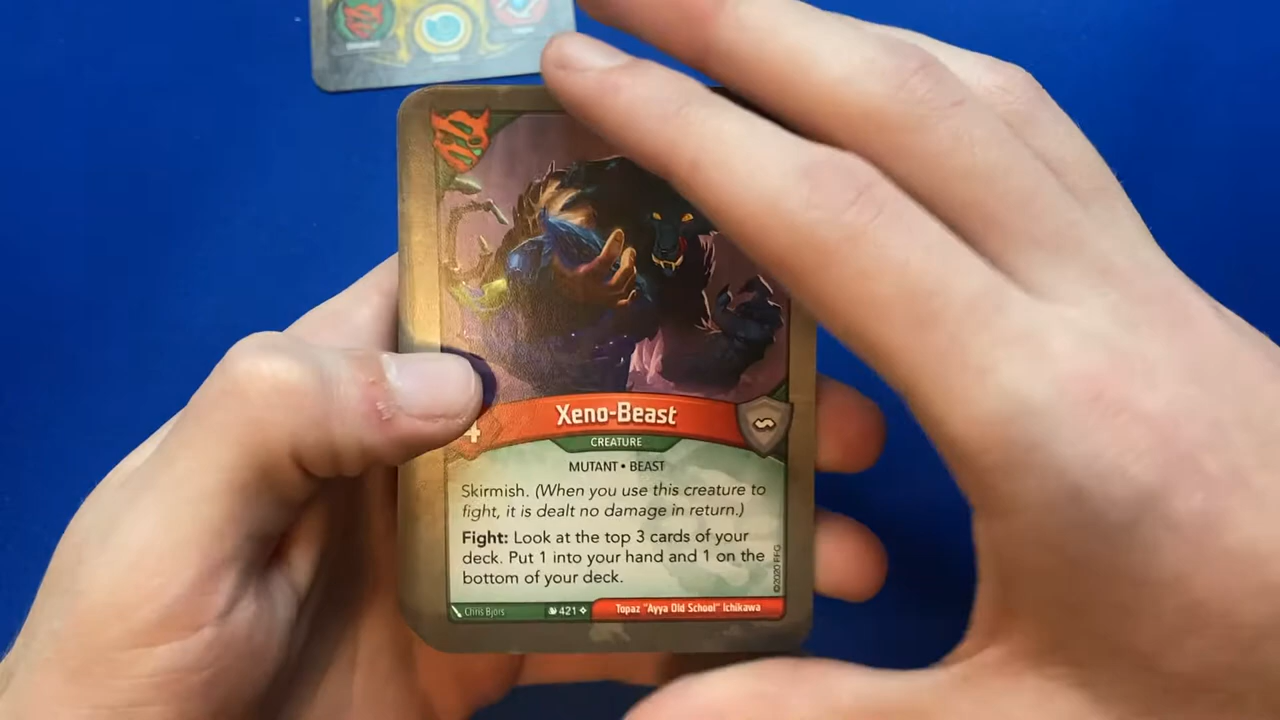 Xeno-Beast
4
CREATURE
MUTANT • BEAST
Skirmish. (When you use this creature to
fight, it is dealt no damage in return.)
Fight: Look at the top 3 cards of your
deck. Put 1 into your hand and 1 on the
bottom of your deck.
©2020 FFG
Chris Bjors 421 Topaz "Ayya Old School" Ichikawa